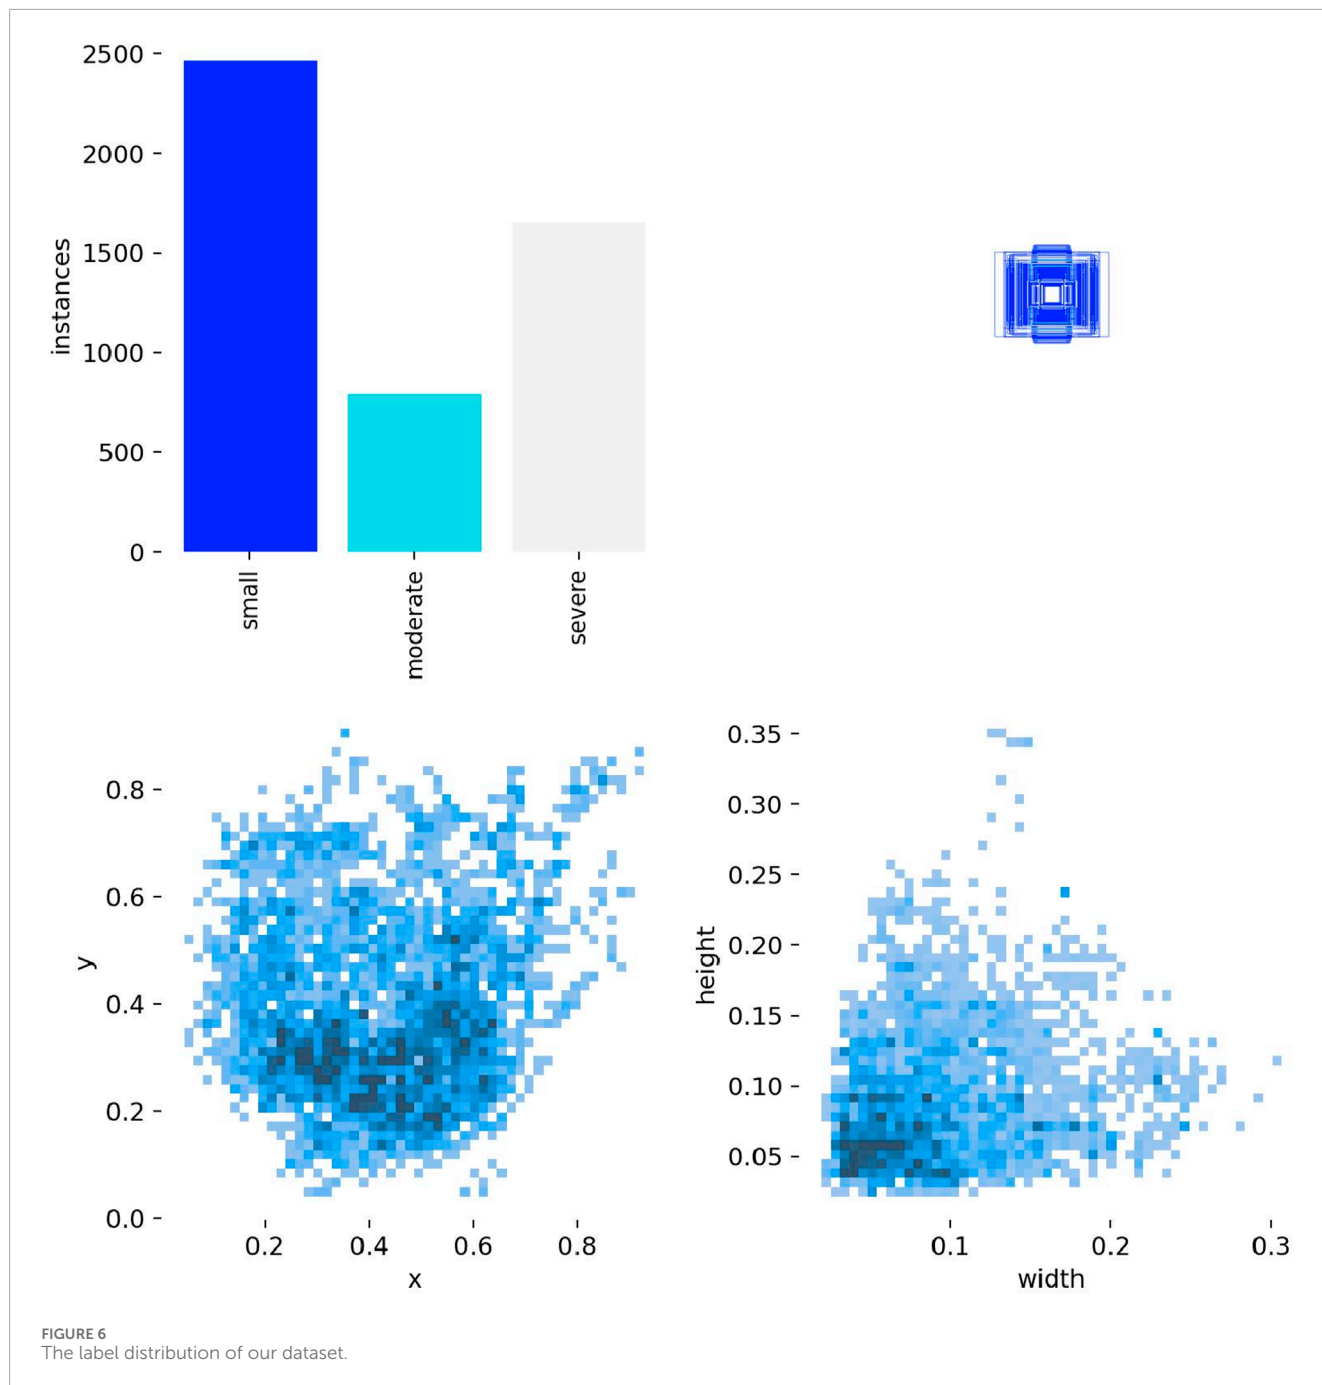 2500
2000
1500
1000
500
0
instances
small
moderate
severe
0.8
0.6
0.4
0.2
0.0
y
0.2 0.4 0.6 0.8
x
0.35
0.30
0.25
0.20
0.15
0.10
0.05
height
0.1 0.2 0.3
width
FIGURE 6
The label distribution of our dataset.